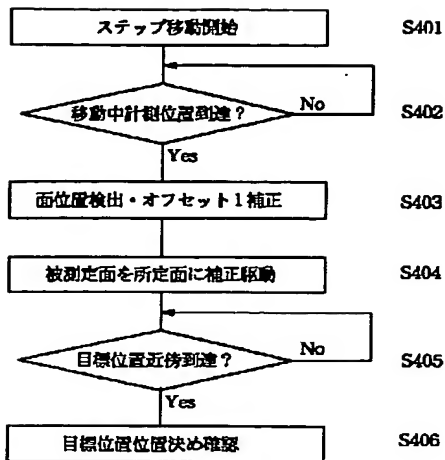 ステップ移動開始 S401
移動中計測位置到達? No S402
Yes
面位置検出・オフセット1補正 S403
被測定面を所定面に補正駆動 S404
目標位置近傍到達? No S405
Yes
目標位置位置決め確認 S406